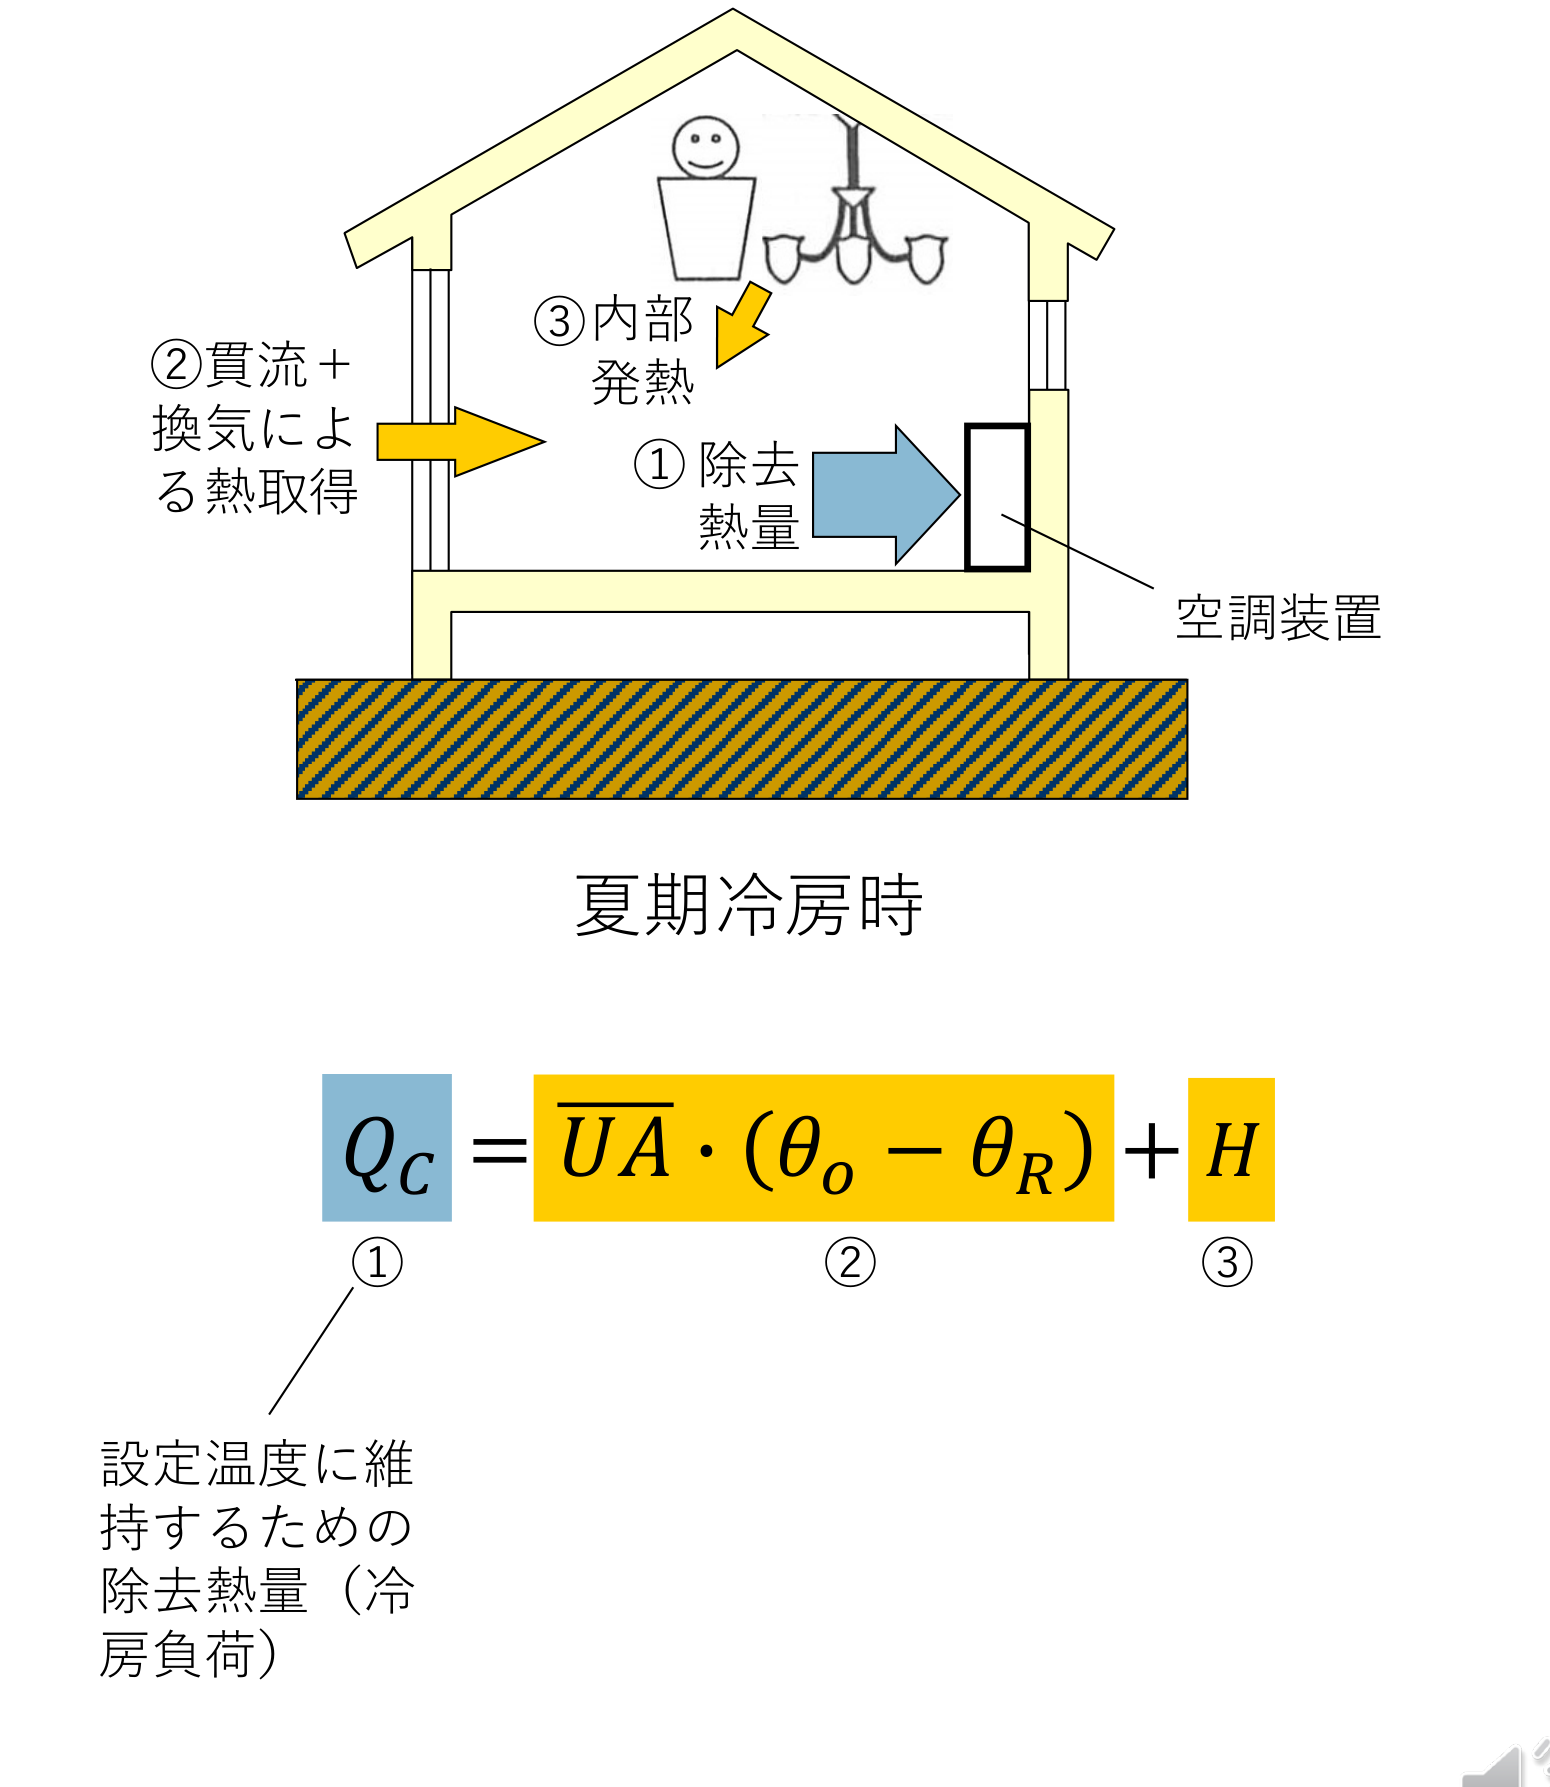 ③内部
発熱
②貫流＋
換気によ
る熱取得
①除去
熱量
空調装置
夏期冷房時
Q_C = \overline{UA}・(θ_o − θ_R) + H
① ② ③
設定温度に維
持するための
除去熱量（冷
房負荷）